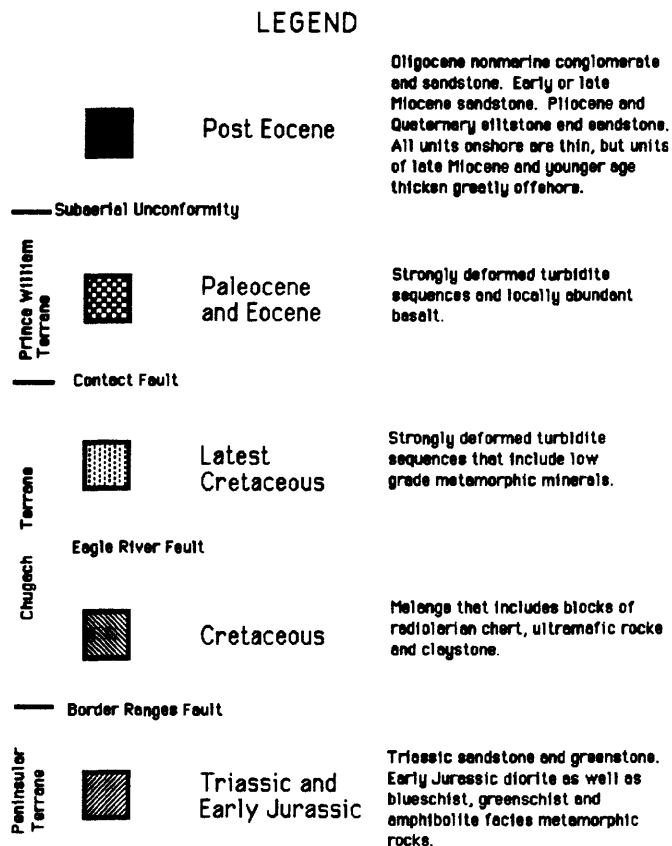 LEGEND
Post Eocene
Oligocene nonmarine conglomerate
and sandstone. Early or late
Miocene sandstone. Pliocene and
Quaternary siltstone and sandstone.
All units onshore are thin, but units
of late Miocene and younger age
thicken greatly offshore.
Subaerial Unconformity
Prince William
Terrane
Paleocene
and Eocene
Strongly deformed turbidite
sequences and locally abundant
basalt.
Contact Fault
Chugach Terrane
Latest
Cretaceous
Strongly deformed turbidite
sequences that include low
grade metamorphic minerals.
Eagle River Fault
Cretaceous
Melange that includes blocks of
radiolarian chert, ultramafic rocks
and claystone.
Border Ranges Fault
Peninsular
Terrane
Triassic and
Early Jurassic
Triassic sandstone and greenstone.
Early Jurassic diorite as well as
blueschist, greenschist and
amphibolite facies metamorphic
rocks.